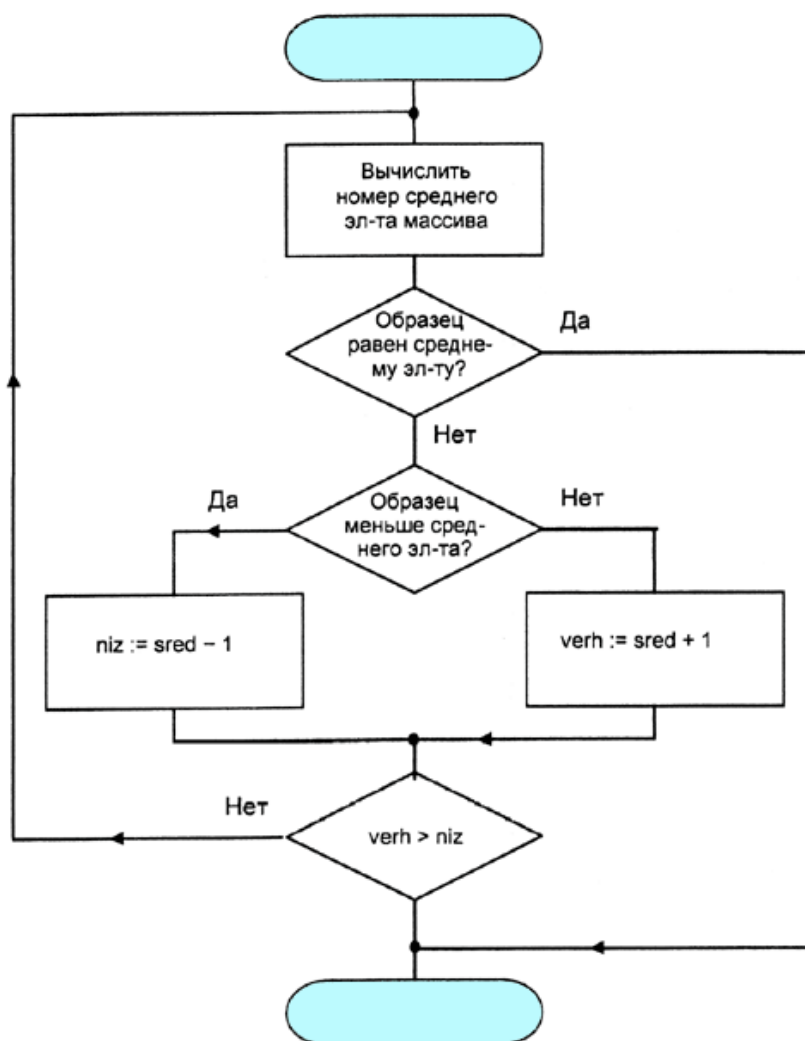 Вычислить
номер среднего
эл-та массива
Образец
равен средне-
му эл-ту?
Да
Нет
Образец
меньше сред-
него эл-та?
Да
Нет
niz := sred − 1
verh := sred + 1
verh > niz
Нет